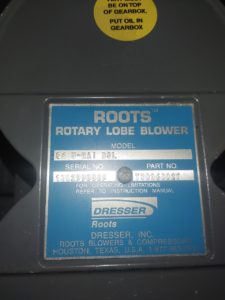 BE ON TOP
OF GEARBOX.
PUT OIL IN
GEARBOX.
ROOTS™
ROTARY LOBE BLOWER
MODEL
SERIAL NO. PART NO.
FOR OPERATING LIMITATIONS
REFER TO INSTRUCTION MANUAL
DRESSER
Roots
DRESSER, INC.
ROOTS BLOWERS & COMPRESSORS
HOUSTON, TEXAS, U.S.A.